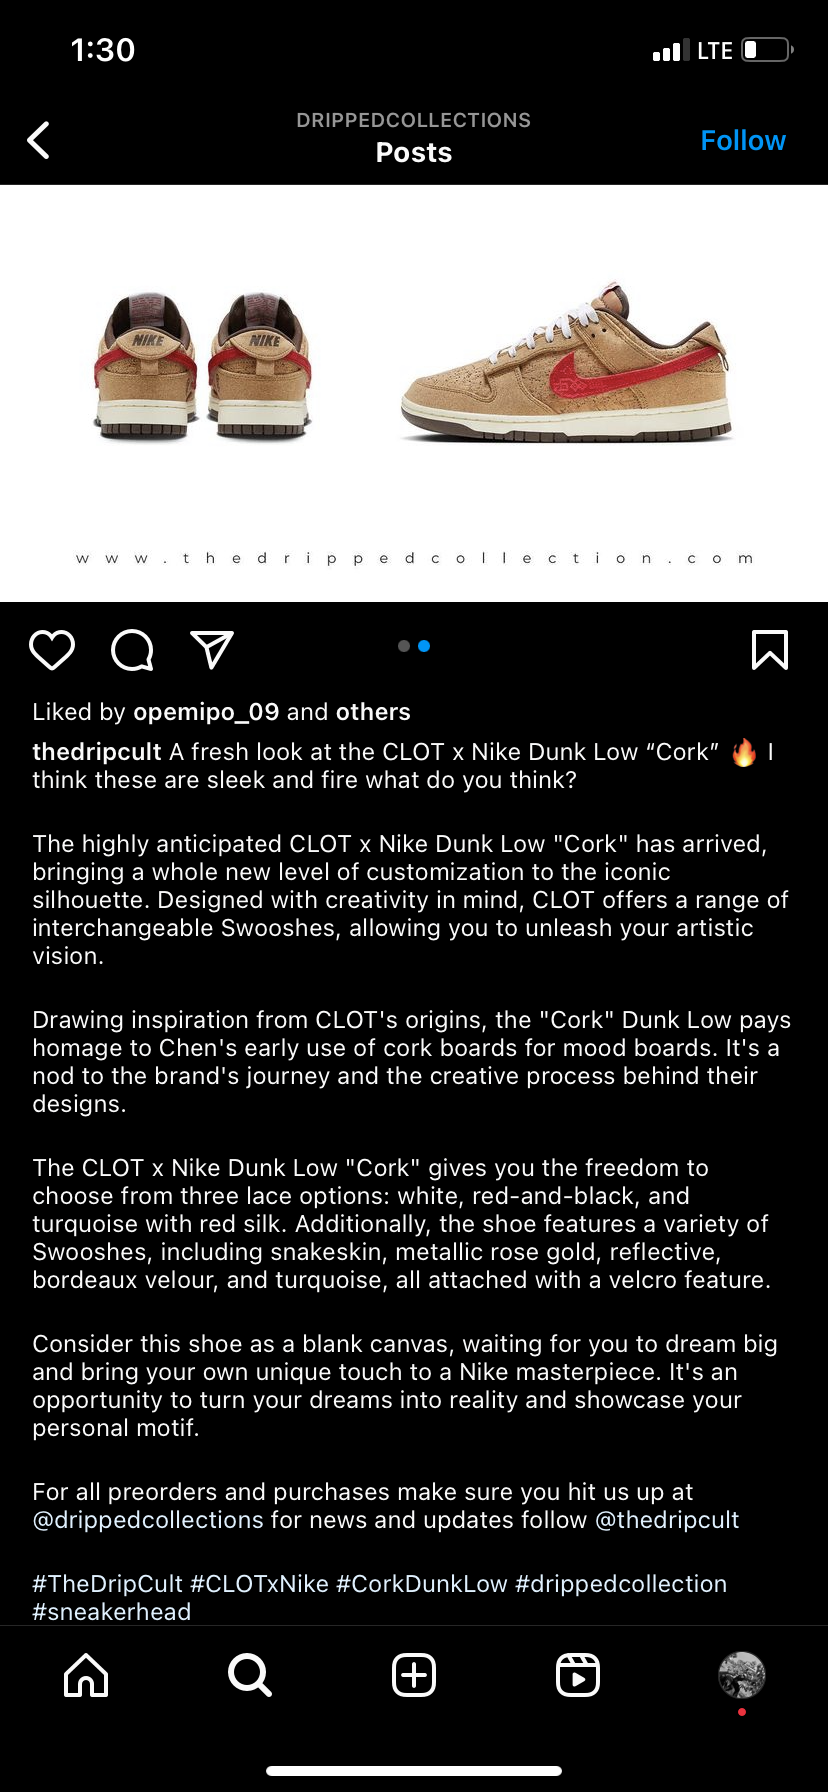 1:30
LTE
DRIPPEDCOLLECTIONS
Posts
Follow
NIKE NIKE
www.thedrippedcollection.com
Liked by opemipo_09 and others
thedripcult A fresh look at the CLOT x Nike Dunk Low “Cork” 🔥 I
think these are sleek and fire what do you think?
The highly anticipated CLOT x Nike Dunk Low "Cork" has arrived,
bringing a whole new level of customization to the iconic
silhouette. Designed with creativity in mind, CLOT offers a range of
interchangeable Swooshes, allowing you to unleash your artistic
vision.
Drawing inspiration from CLOT's origins, the "Cork" Dunk Low pays
homage to Chen's early use of cork boards for mood boards. It's a
nod to the brand's journey and the creative process behind their
designs.
The CLOT x Nike Dunk Low "Cork" gives you the freedom to
choose from three lace options: white, red-and-black, and
turquoise with red silk. Additionally, the shoe features a variety of
Swooshes, including snakeskin, metallic rose gold, reflective,
bordeaux velour, and turquoise, all attached with a velcro feature.
Consider this shoe as a blank canvas, waiting for you to dream big
and bring your own unique touch to a Nike masterpiece. It's an
opportunity to turn your dreams into reality and showcase your
personal motif.
For all preorders and purchases make sure you hit us up at
@drippedcollections for news and updates follow @thedripcult
#TheDripCult #CLOTxNike #CorkDunkLow #drippedcollection
#sneakerhead